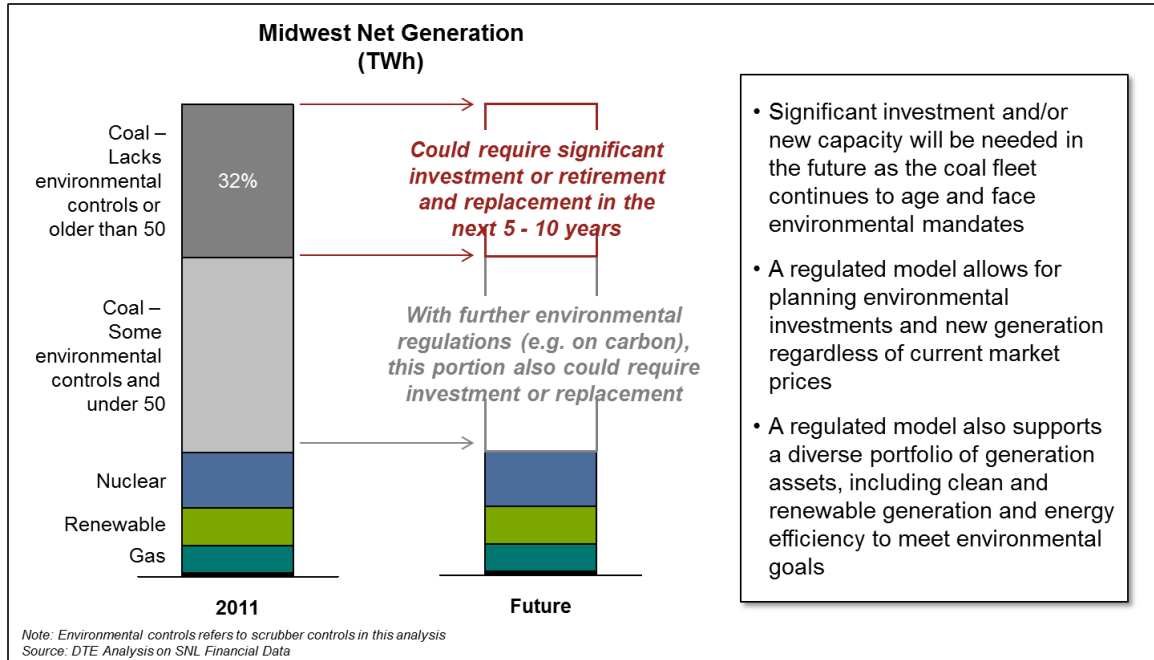 Midwest Net Generation
(TWh)
Coal –
Lacks
environmental
controls or
older than 50
32%
Could require significant
investment or retirement
and replacement in the
next 5 - 10 years
Coal –
Some
environmental
controls and
under 50
With further environmental
regulations (e.g. on carbon),
this portion also could require
investment or replacement
Nuclear
Renewable
Gas
2011
Future
• Significant investment and/or
new capacity will be needed in
the future as the coal fleet
continues to age and face
environmental mandates
• A regulated model allows for
planning environmental
investments and new generation
regardless of current market
prices
• A regulated model also supports
a diverse portfolio of generation
assets, including clean and
renewable generation and energy
efficiency to meet environmental
goals
Note: Environmental controls refers to scrubber controls in this analysis
Source: DTE Analysis on SNL Financial Data